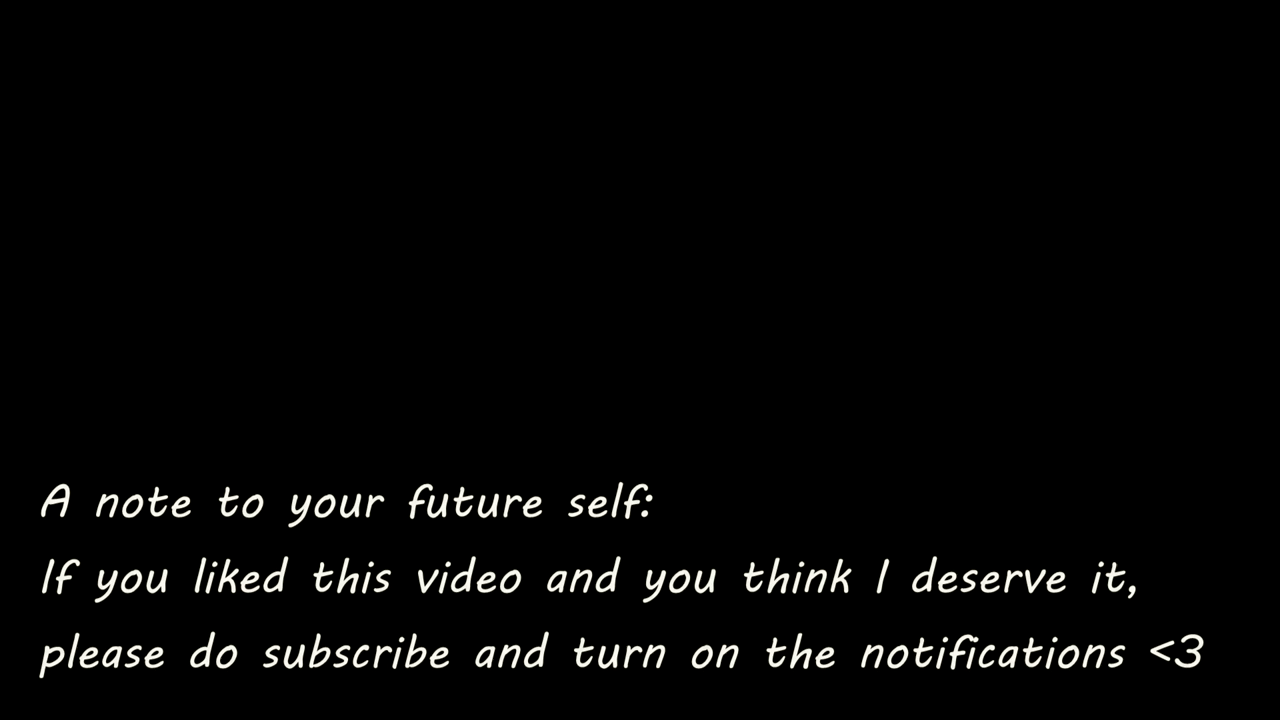 A note to your future self:
If you liked this video and you think I deserve it,
please do subscribe and turn on the notifications <3